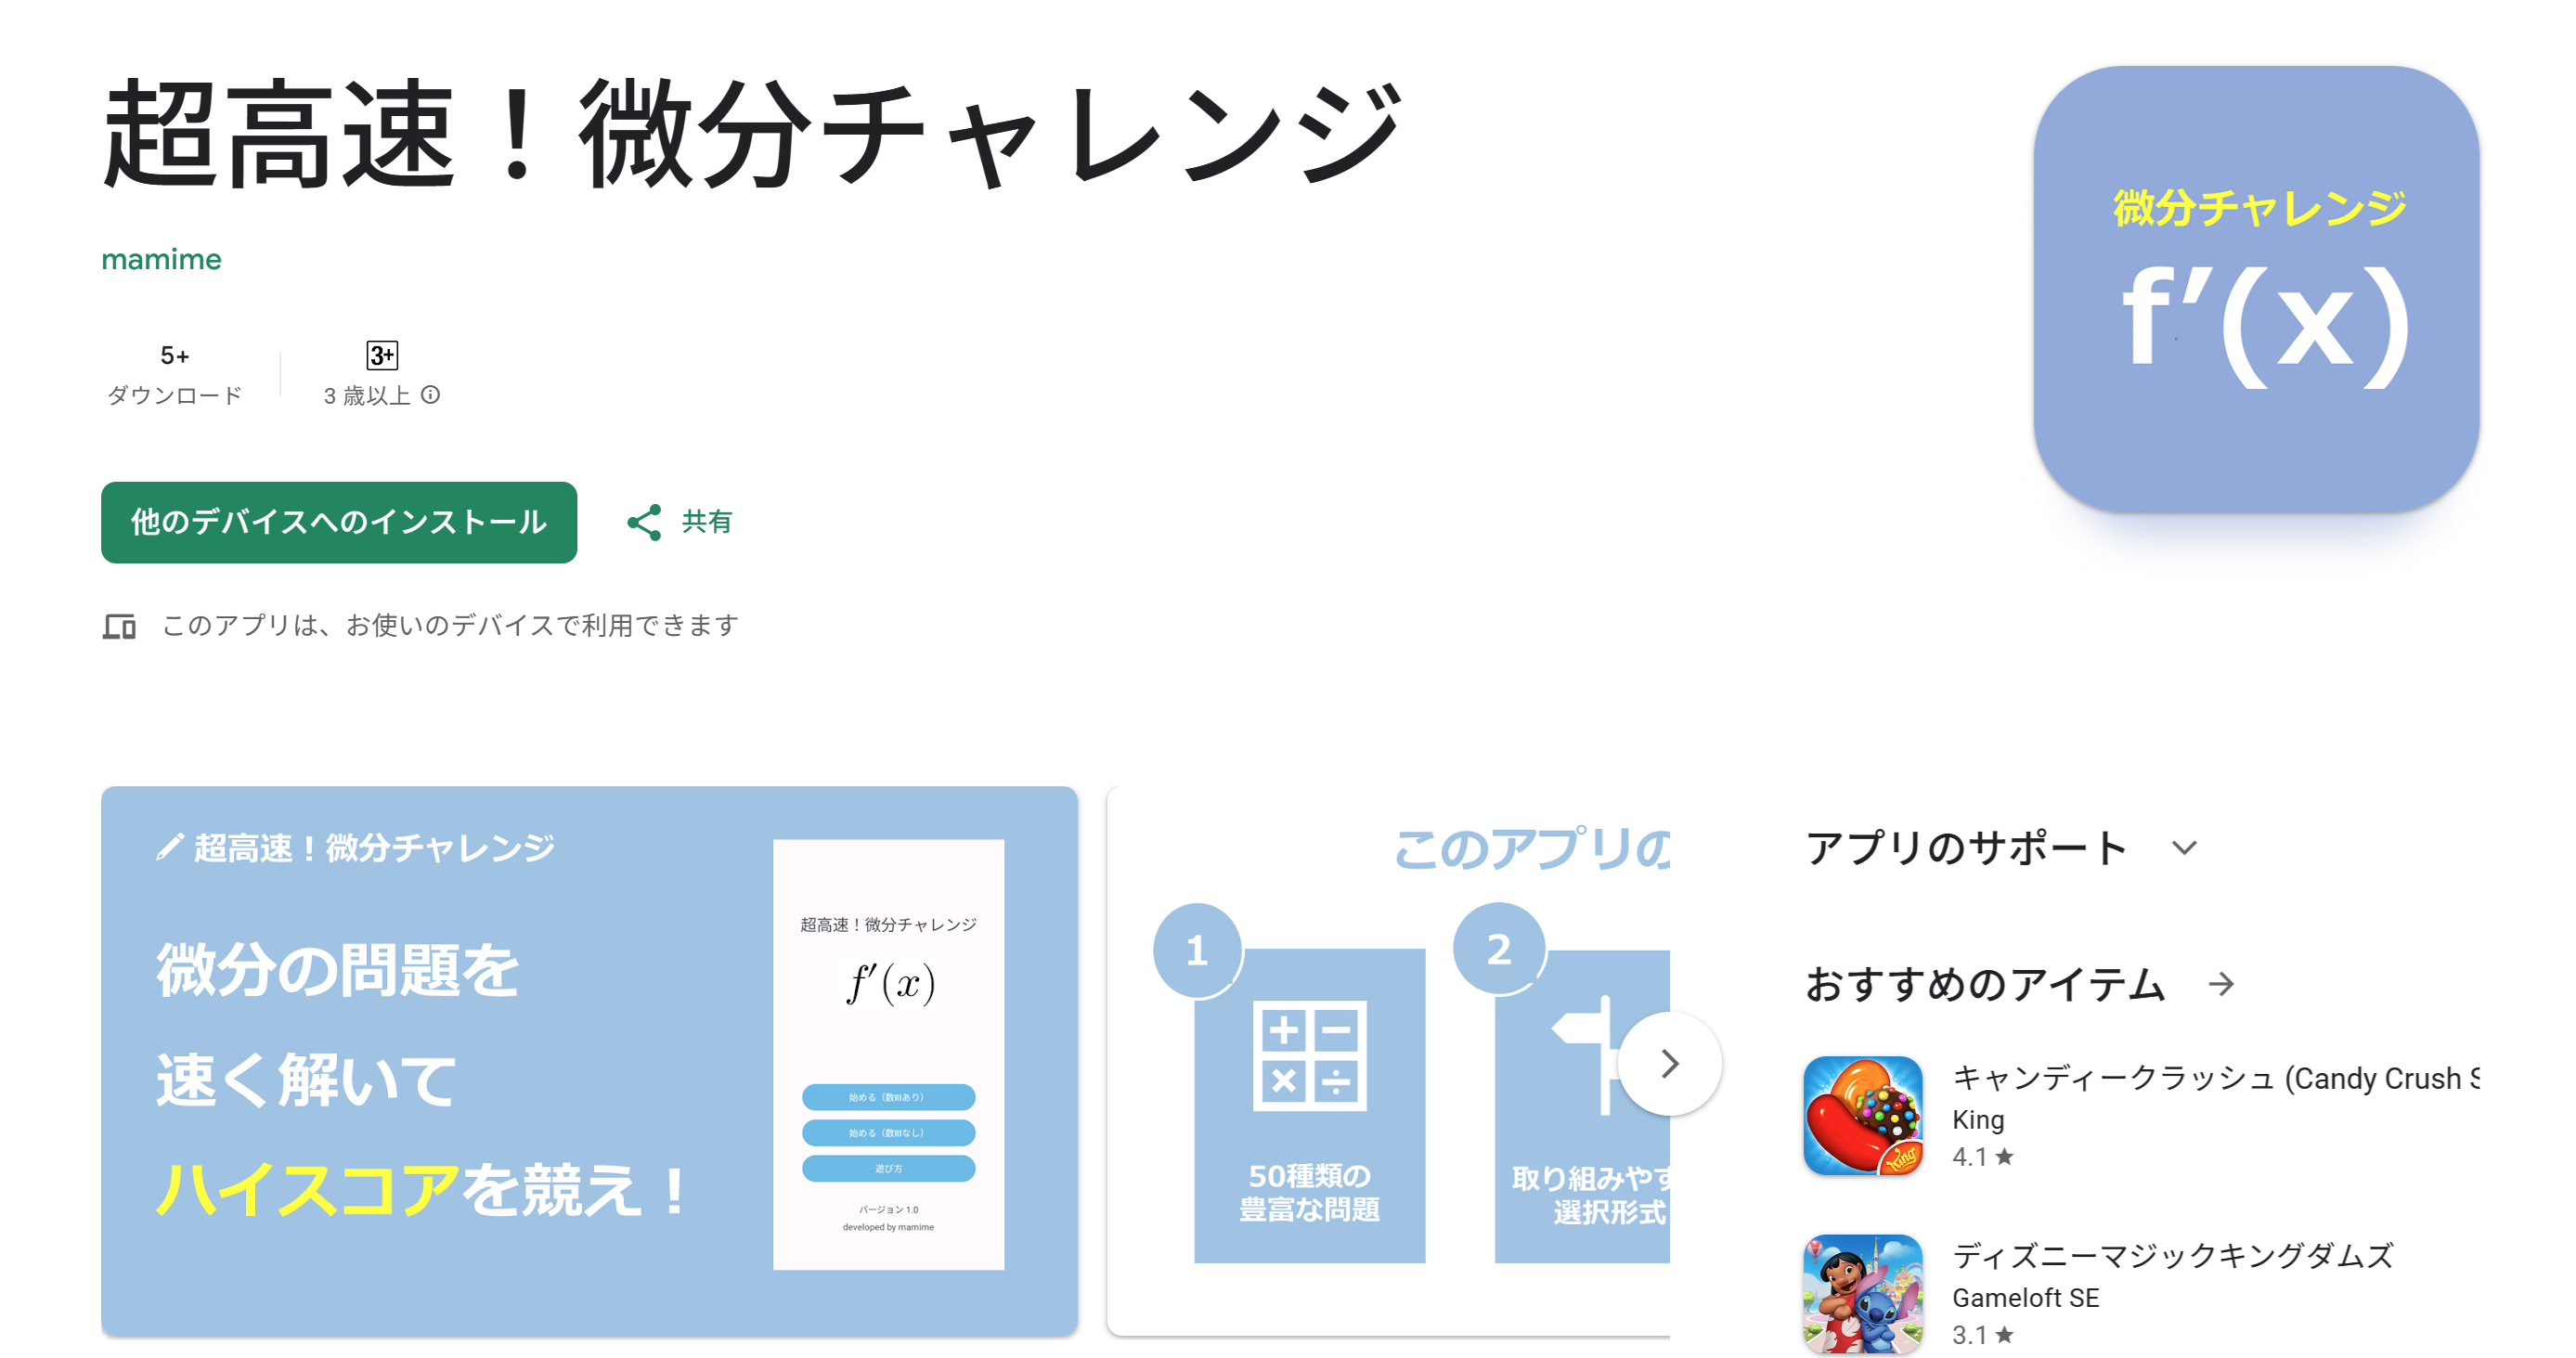 超高速！微分チャレンジ
mamime
5+
ダウンロード
3+
3 歳以上
他のデバイスへのインストール
共有
このアプリは、お使いのデバイスで利用できます
微分チャレンジ
f′(x)
超高速！微分チャレンジ
微分の問題を
速く解いて
ハイスコアを競え！
超高速！微分チャレンジ
f′(x)
始める（数IIIあり）
始める（数IIIなし）
遊び方
バージョン 1.0
developed by mamime
このアプリの
1
50種類の
豊富な問題
2
取り組みやす
選択形式
アプリのサポート
おすすめのアイテム
キャンディークラッシュ (Candy Crush S
King
4.1 ★
King
ディズニーマジックキングダムズ
Gameloft SE
3.1 ★